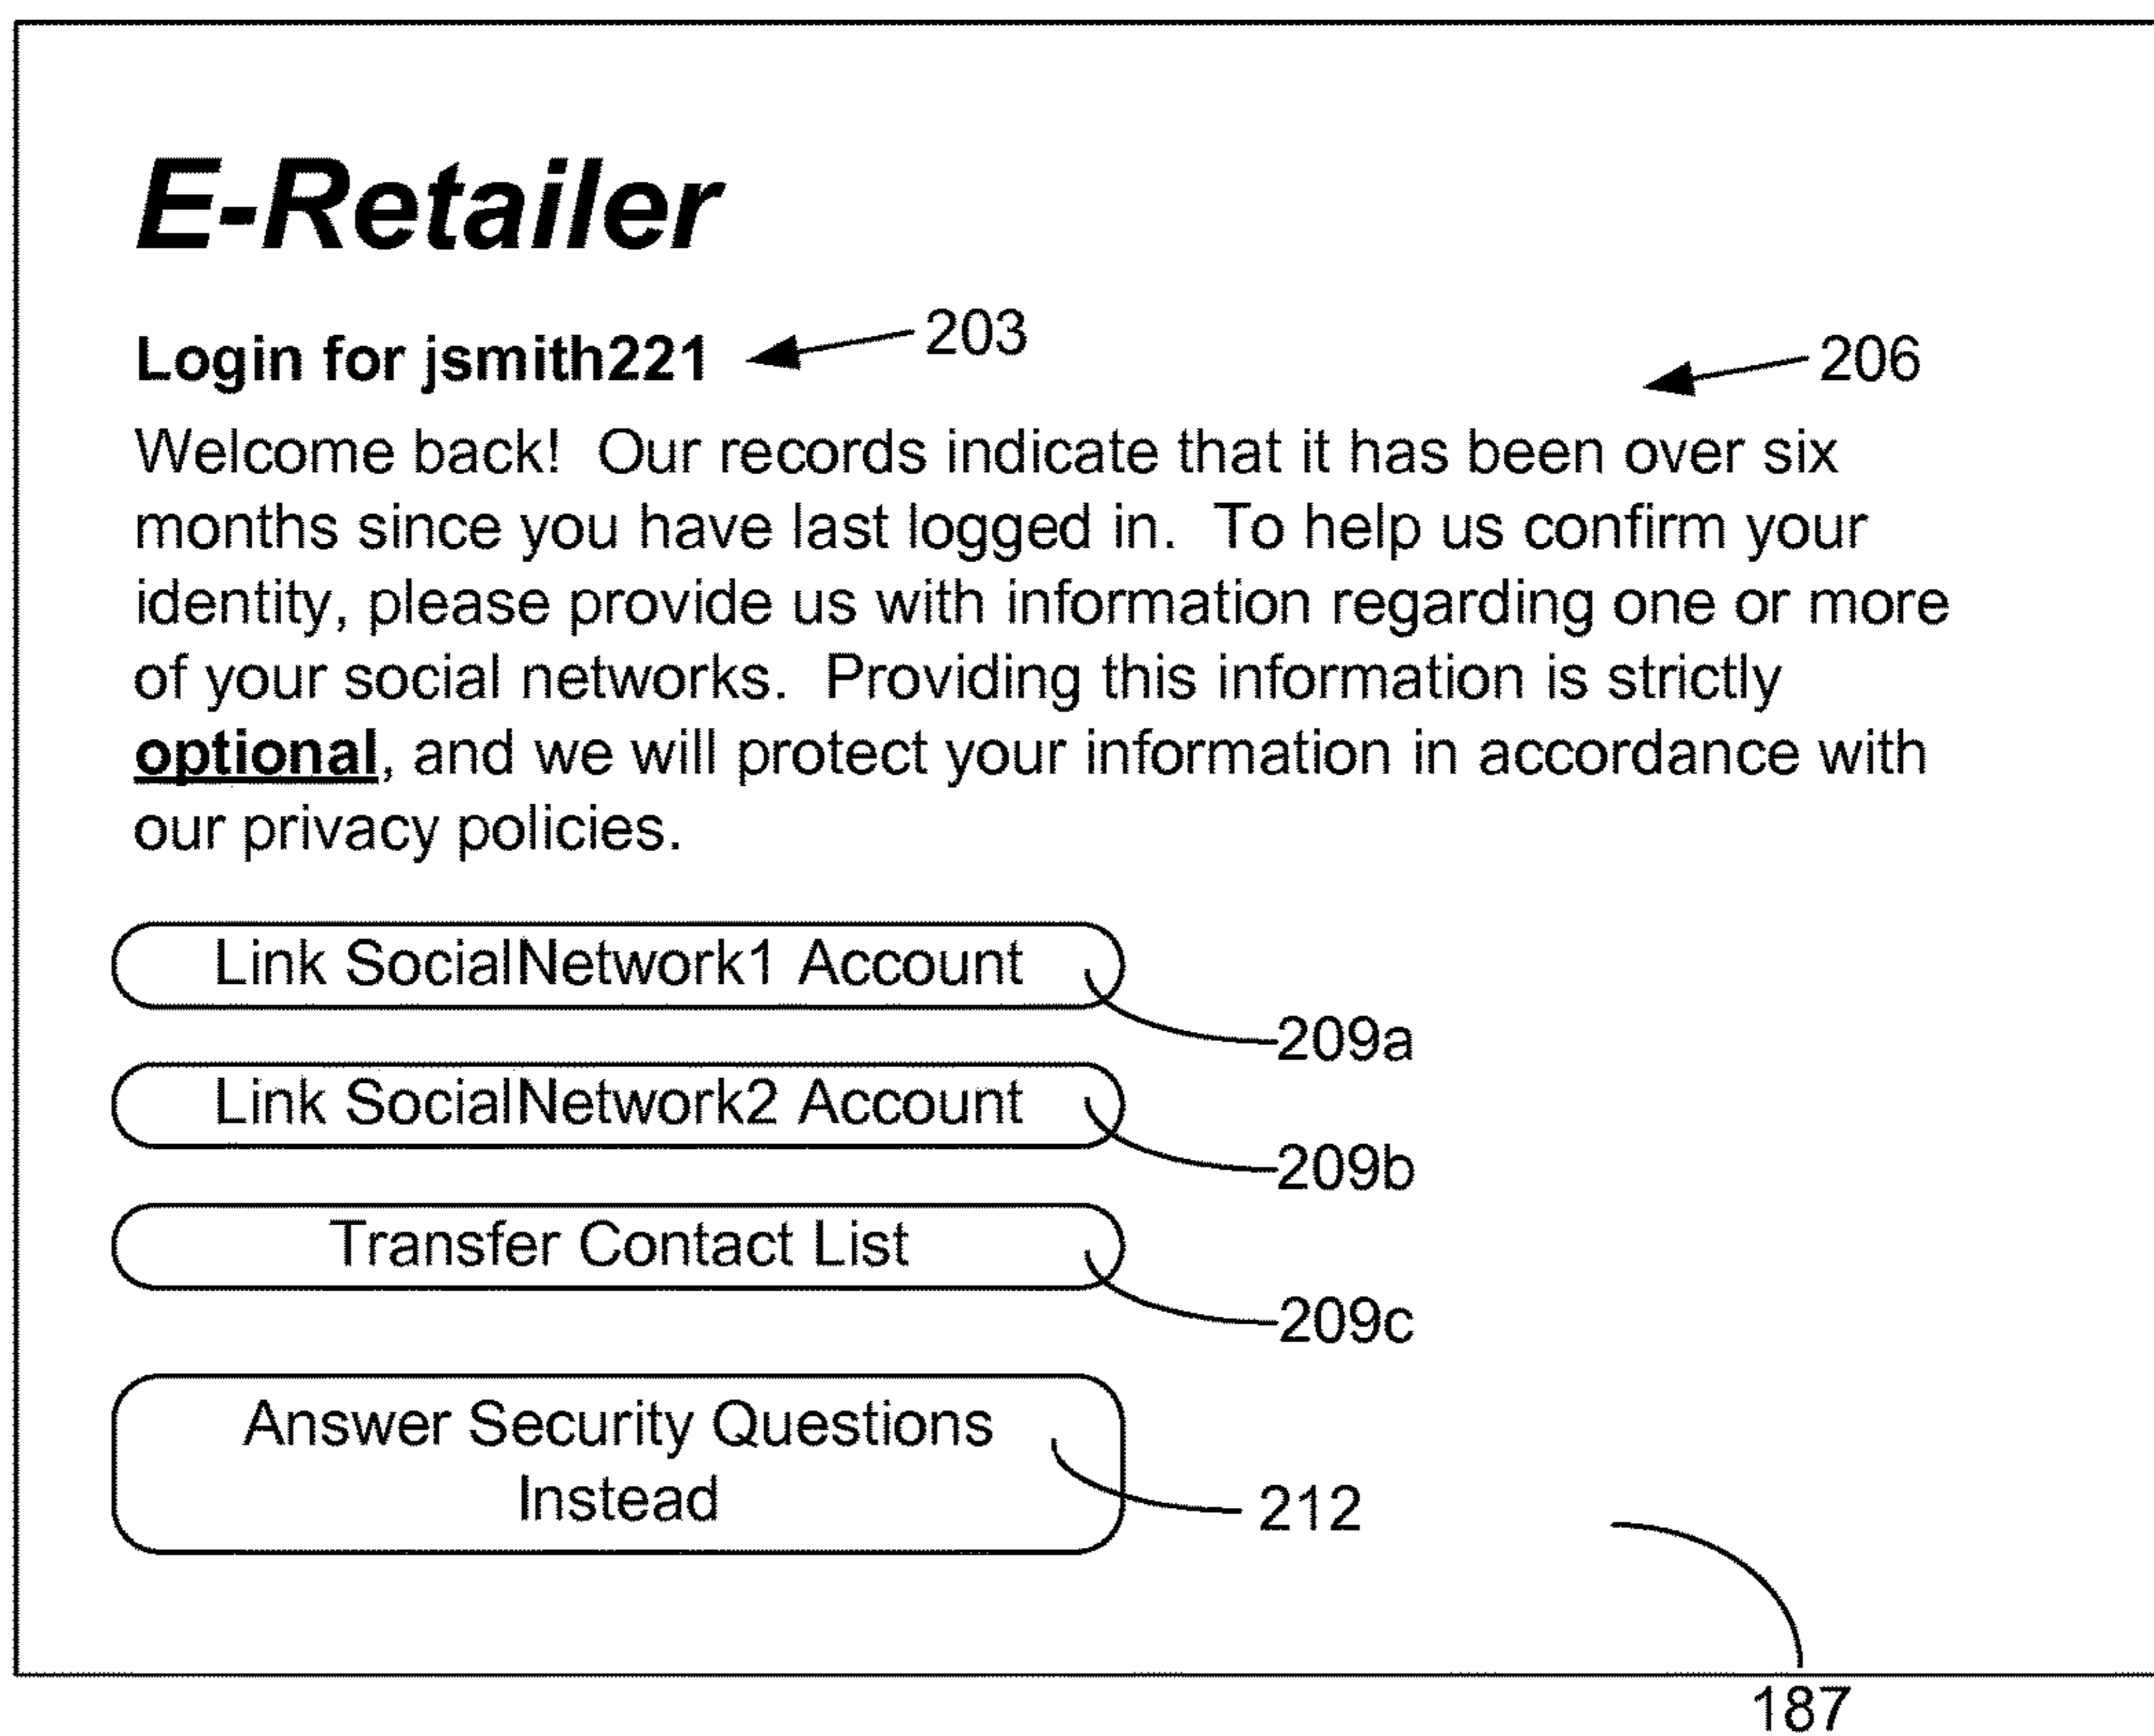 E-Retailer
Login for jsmith221
203
206
Welcome back!  Our records indicate that it has been over six
months since you have last logged in.  To help us confirm your
identity, please provide us with information regarding one or more
of your social networks.  Providing this information is strictly
optional, and we will protect your information in accordance with
our privacy policies.
Link SocialNetwork1 Account
209a
Link SocialNetwork2 Account
209b
Transfer Contact List
209c
Answer Security Questions
Instead
212
187